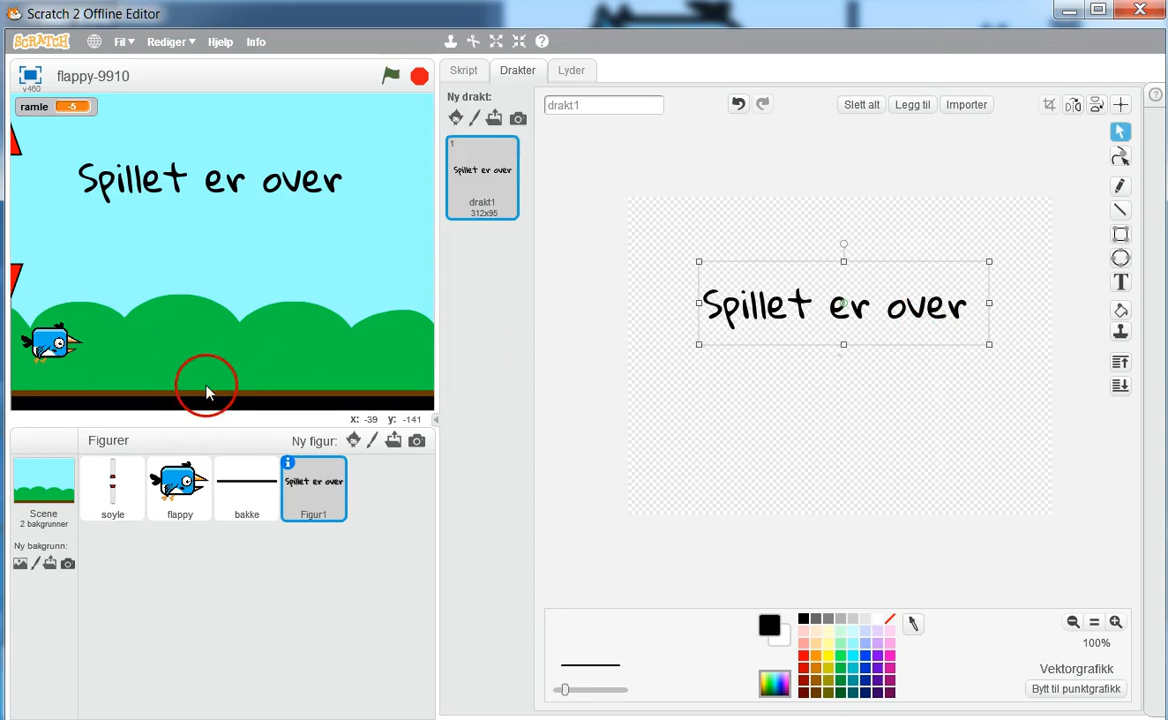 Scratch 2 Offline Editor
SCRATCH Fil Rediger Hjelp Info
v460
flappy-9910
ramle -5
Spillet er over
x: -39 y: -141
Figurer
Ny figur:
Scene
2 bakgrunner
Ny bakgrunn:
soyle
flappy
bakke
Spillet er over
Figur1
Skript
Drakter
Lyder
Ny drakt:
1
Spillet er over
drakt1
312x95
drakt1
Slett alt
Legg til
Importer
T
Spillet er over
100%
Vektorgrafikk
Bytt til punktgrafikk